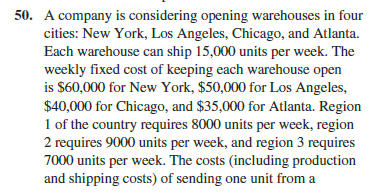 50. A company is considering opening warehouses in four
cities: New York, Los Angeles, Chicago, and Atlanta.
Each warehouse can ship 15,000 units per week. The
weekly fixed cost of keeping each warehouse open
is $60,000 for New York, $50,000 for Los Angeles,
$40,000 for Chicago, and $35,000 for Atlanta. Region
1 of the country requires 8000 units per week, region
2 requires 9000 units per week, and region 3 requires
7000 units per week. The costs (including production
and shipping costs) of sending one unit from a